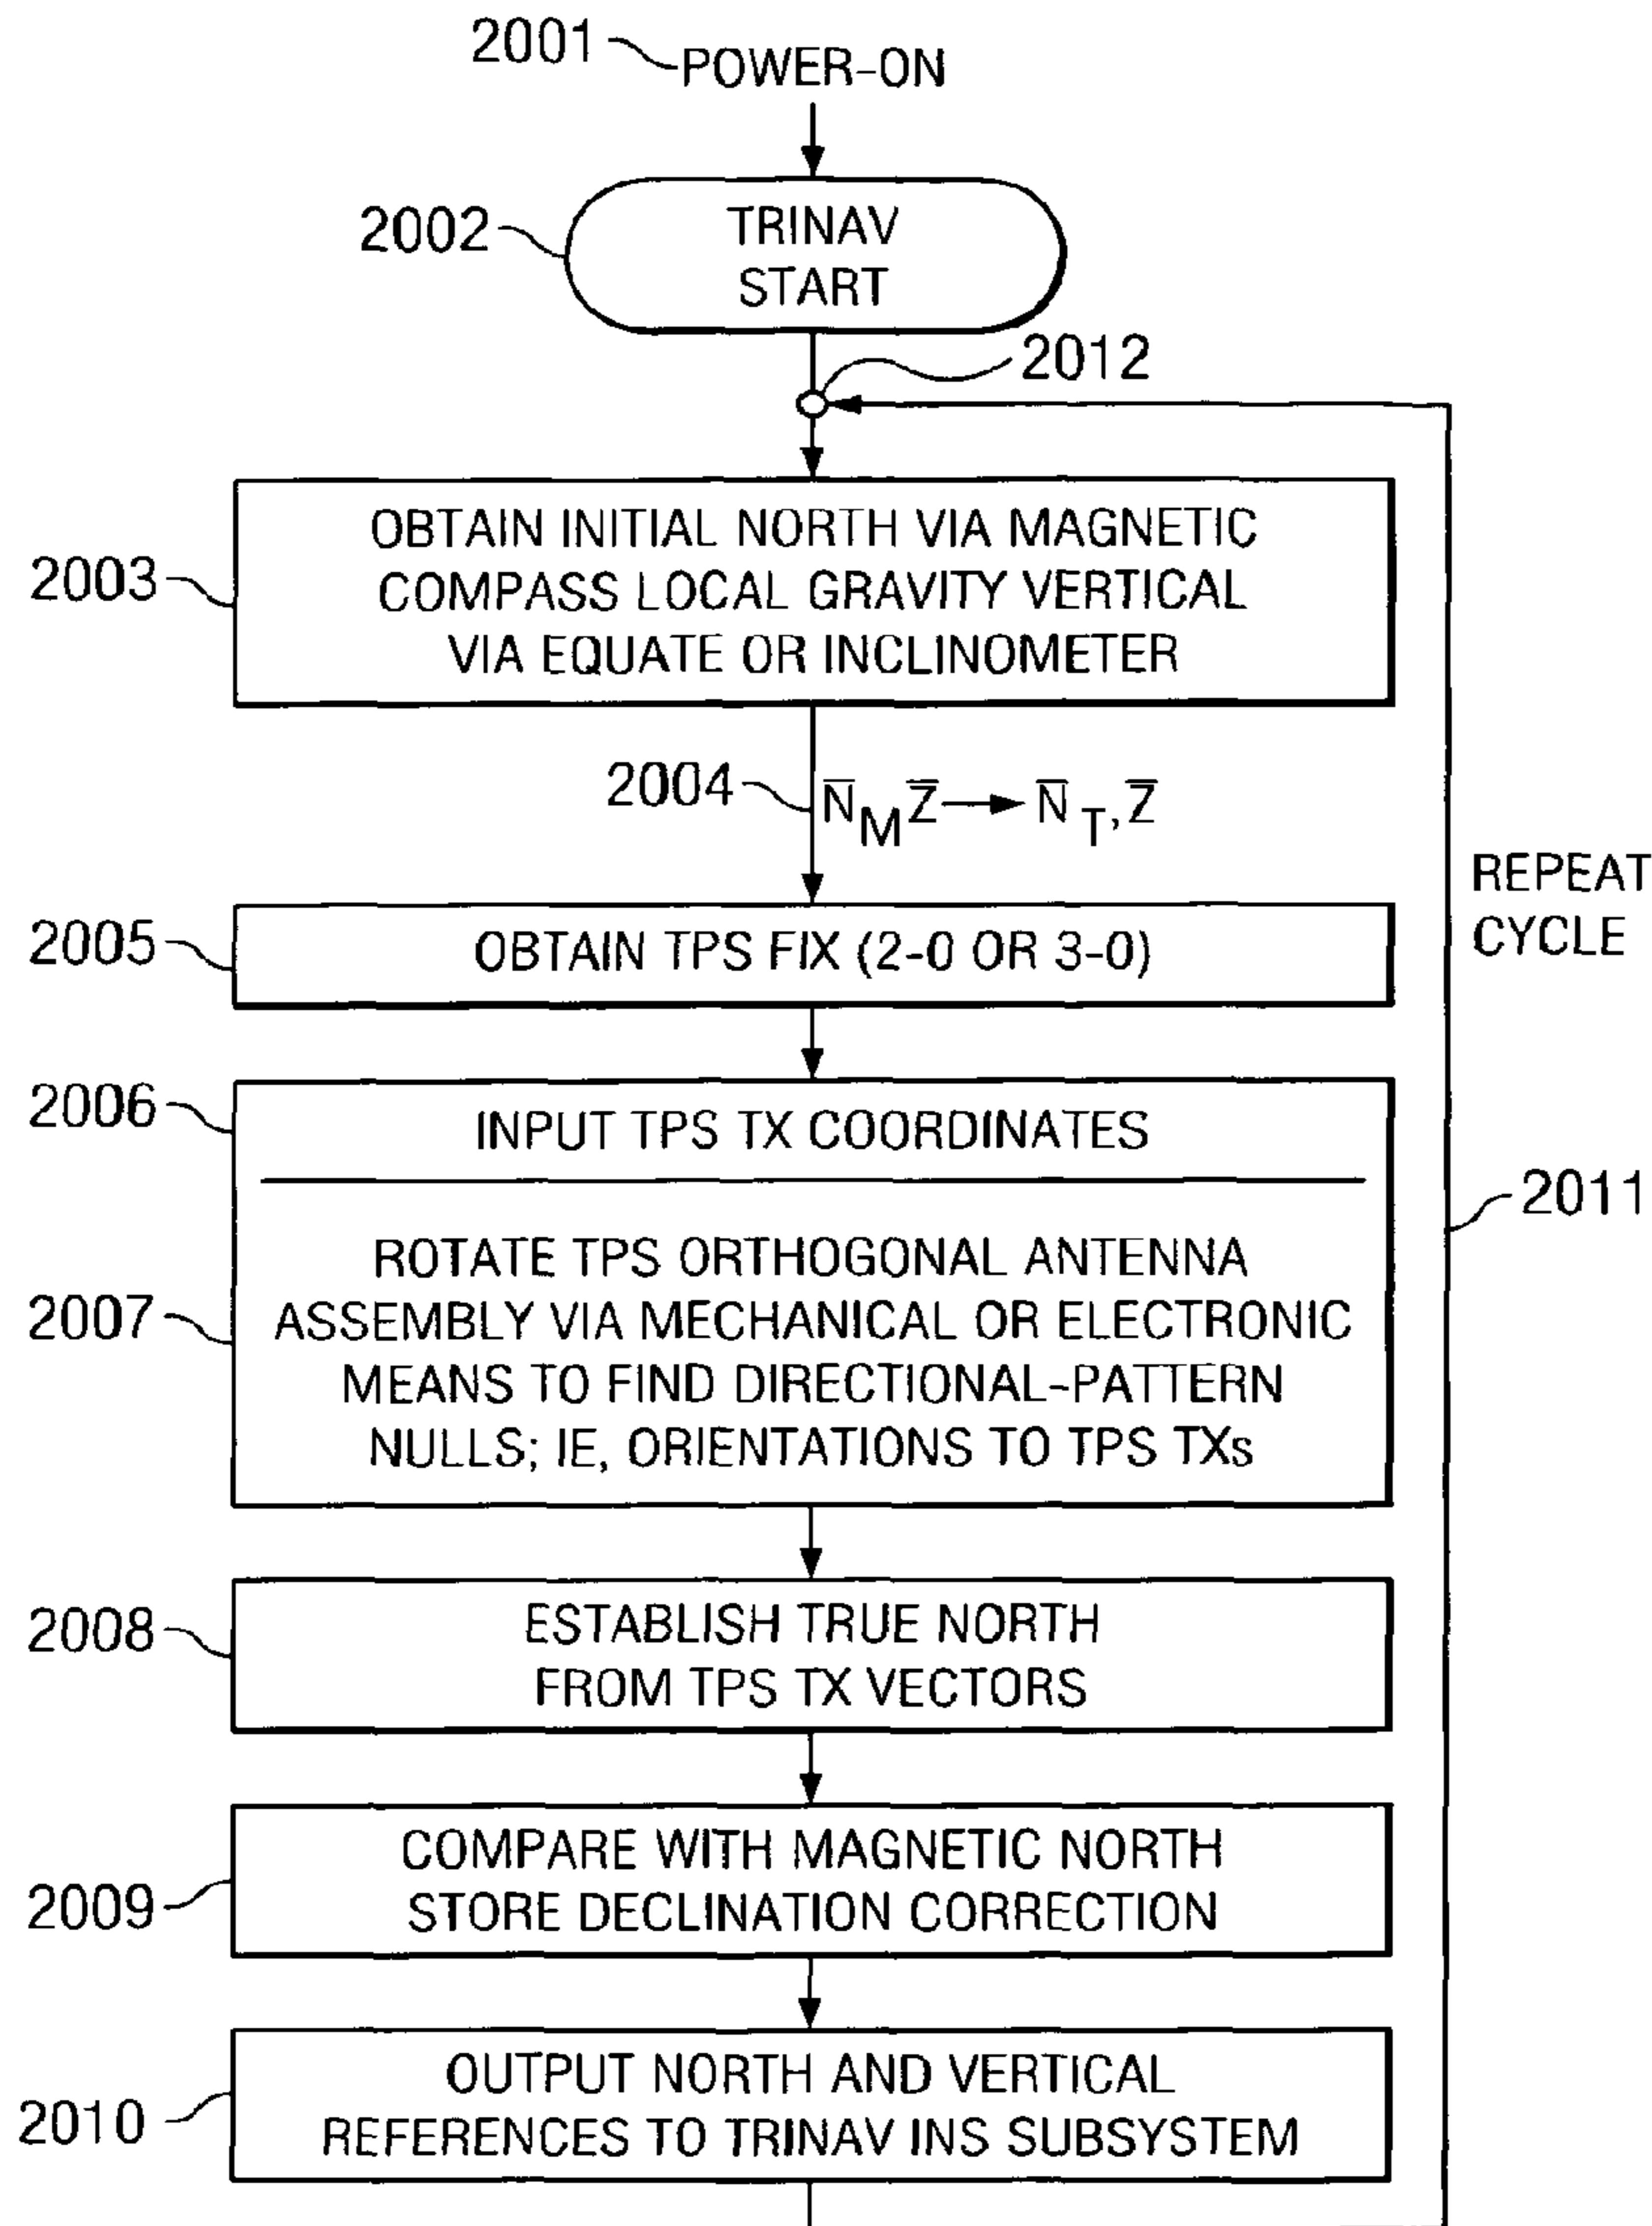 2001
POWER-ON
2002
TRINAV
START
2012
2003
OBTAIN INITIAL NORTH VIA MAGNETIC
COMPASS LOCAL GRAVITY VERTICAL
VIA EQUATE OR INCLINOMETER
2004
N̅M Z̅ → N̅T, Z̅
REPEAT
CYCLE
2005
OBTAIN TPS FIX (2-0 OR 3-0)
2006
INPUT TPS TX COORDINATES
2011
2007
ROTATE TPS ORTHOGONAL ANTENNA
ASSEMBLY VIA MECHANICAL OR ELECTRONIC
MEANS TO FIND DIRECTIONAL-PATTERN
NULLS; IE, ORIENTATIONS TO TPS TXs
2008
ESTABLISH TRUE NORTH
FROM TPS TX VECTORS
2009
COMPARE WITH MAGNETIC NORTH
STORE DECLINATION CORRECTION
2010
OUTPUT NORTH AND VERTICAL
REFERENCES TO TRINAV INS SUBSYSTEM